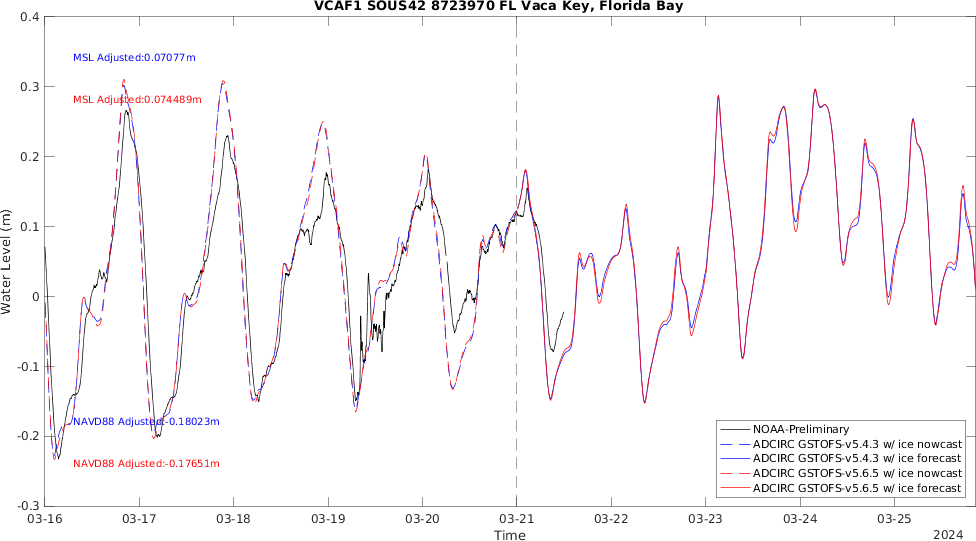 VCAF1 SOUS42 8723970 FL Vaca Key, Florida Bay
0.4
0.3
0.2
0.1
0
-0.1
-0.2
-0.3
Water Level (m)
MSL Adjusted:0.07077m
MSL Adjusted:0.074489m
NAVD88 Adjusted:-0.18023m
NAVD88 Adjusted:-0.17651m
NOAA-Preliminary
ADCIRC GSTOFS-v5.4.3 w/ ice nowcast
ADCIRC GSTOFS-v5.4.3 w/ ice forecast
ADCIRC GSTOFS-v5.6.5 w/ ice nowcast
ADCIRC GSTOFS-v5.6.5 w/ ice forecast
03-16 03-17 03-18 03-19 03-20 03-21 03-22 03-23 03-24 03-25
Time
2024